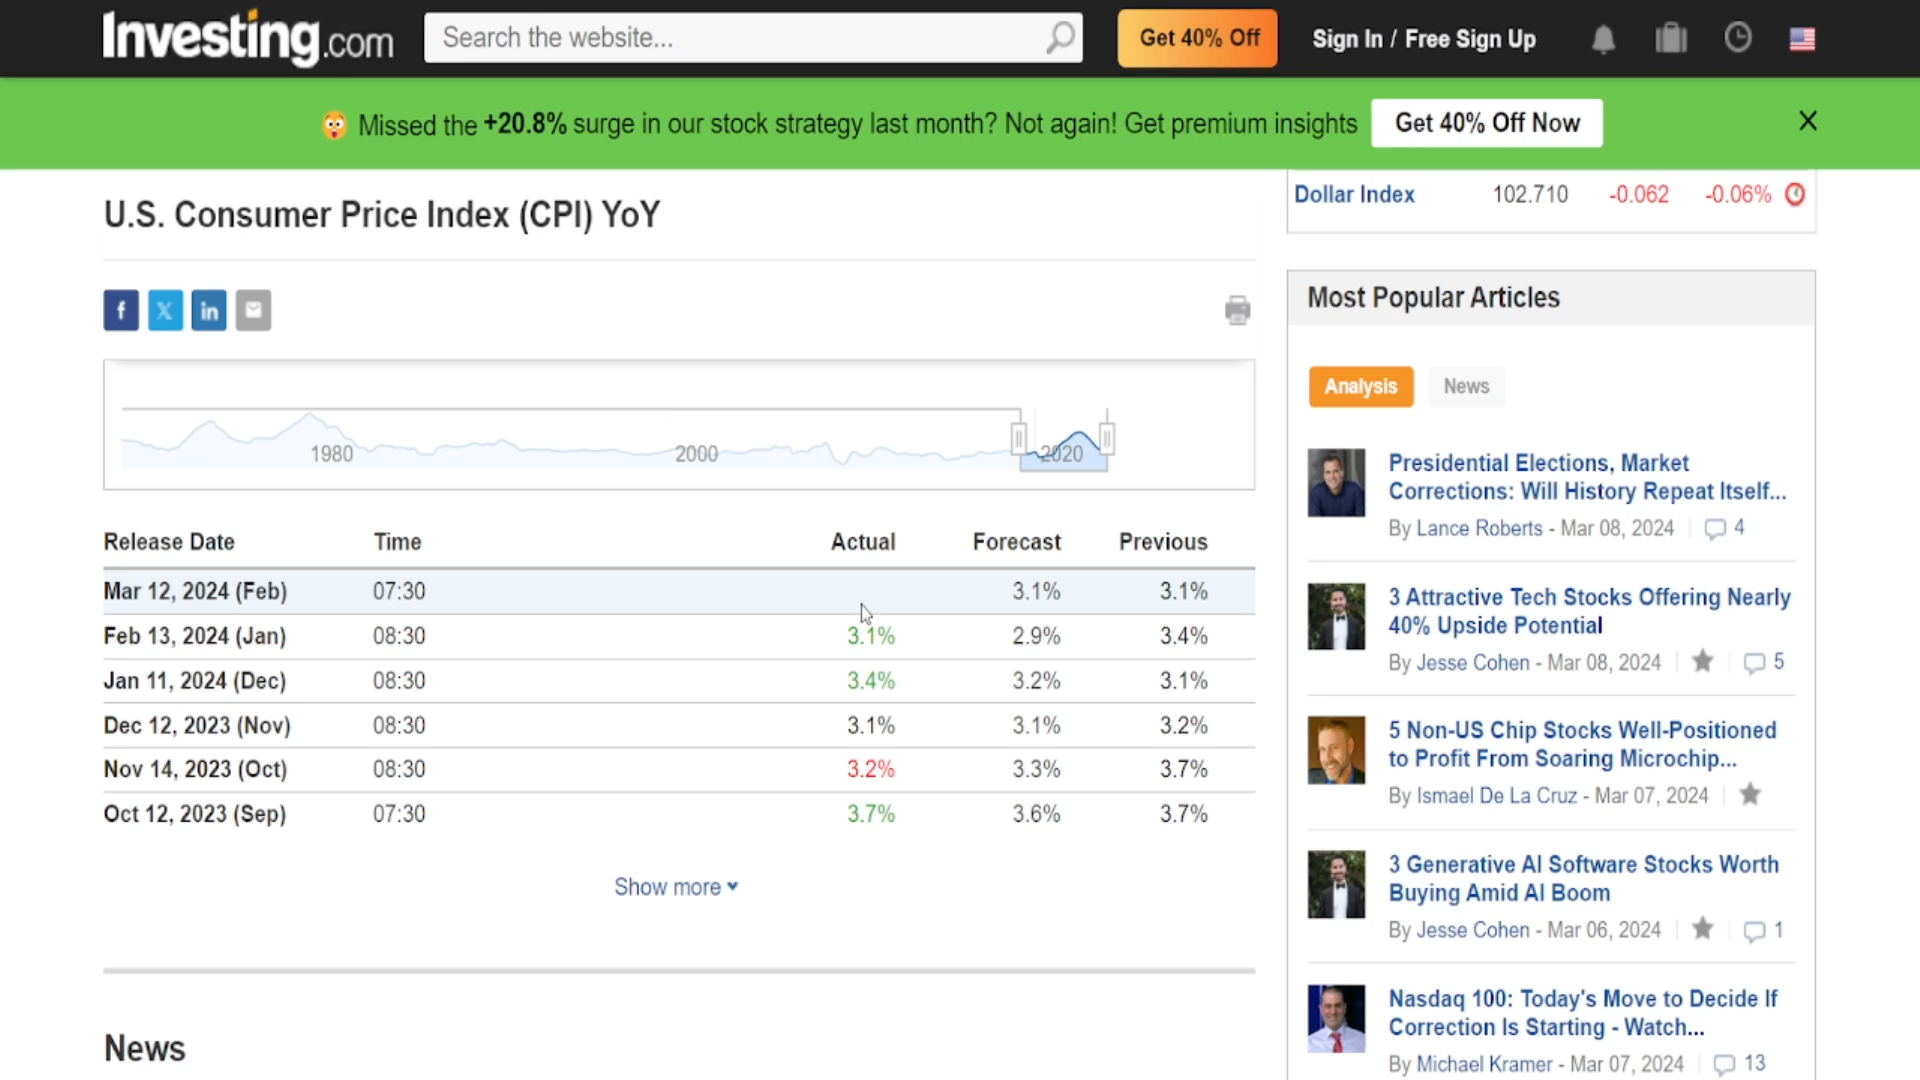 Investing.com
Search the website...
Get 40% Off
Sign In / Free Sign Up
Missed the +20.8% surge in our stock strategy last month? Not again! Get premium insights
Get 40% Off Now
X
U.S. Consumer Price Index (CPI) YoY
f
X
in
1980
2000
2020
Release Date Time Actual Forecast Previous
Mar 12, 2024 (Feb) 07:30 3.1% 3.1%
Feb 13, 2024 (Jan) 08:30 3.1% 2.9% 3.4%
Jan 11, 2024 (Dec) 08:30 3.4% 3.2% 3.1%
Dec 12, 2023 (Nov) 08:30 3.1% 3.1% 3.2%
Nov 14, 2023 (Oct) 08:30 3.2% 3.3% 3.7%
Oct 12, 2023 (Sep) 07:30 3.7% 3.6% 3.7%
Show more
News
Dollar Index 102.710 -0.062 -0.06%
Most Popular Articles
Analysis
News
Presidential Elections, Market
Corrections: Will History Repeat Itself...
By Lance Roberts - Mar 08, 2024 4
3 Attractive Tech Stocks Offering Nearly
40% Upside Potential
By Jesse Cohen - Mar 08, 2024 5
5 Non-US Chip Stocks Well-Positioned
to Profit From Soaring Microchip...
By Ismael De La Cruz - Mar 07, 2024
3 Generative AI Software Stocks Worth
Buying Amid AI Boom
By Jesse Cohen - Mar 06, 2024 1
Nasdaq 100: Today's Move to Decide If
Correction Is Starting - Watch...
By Michael Kramer - Mar 07, 2024 13